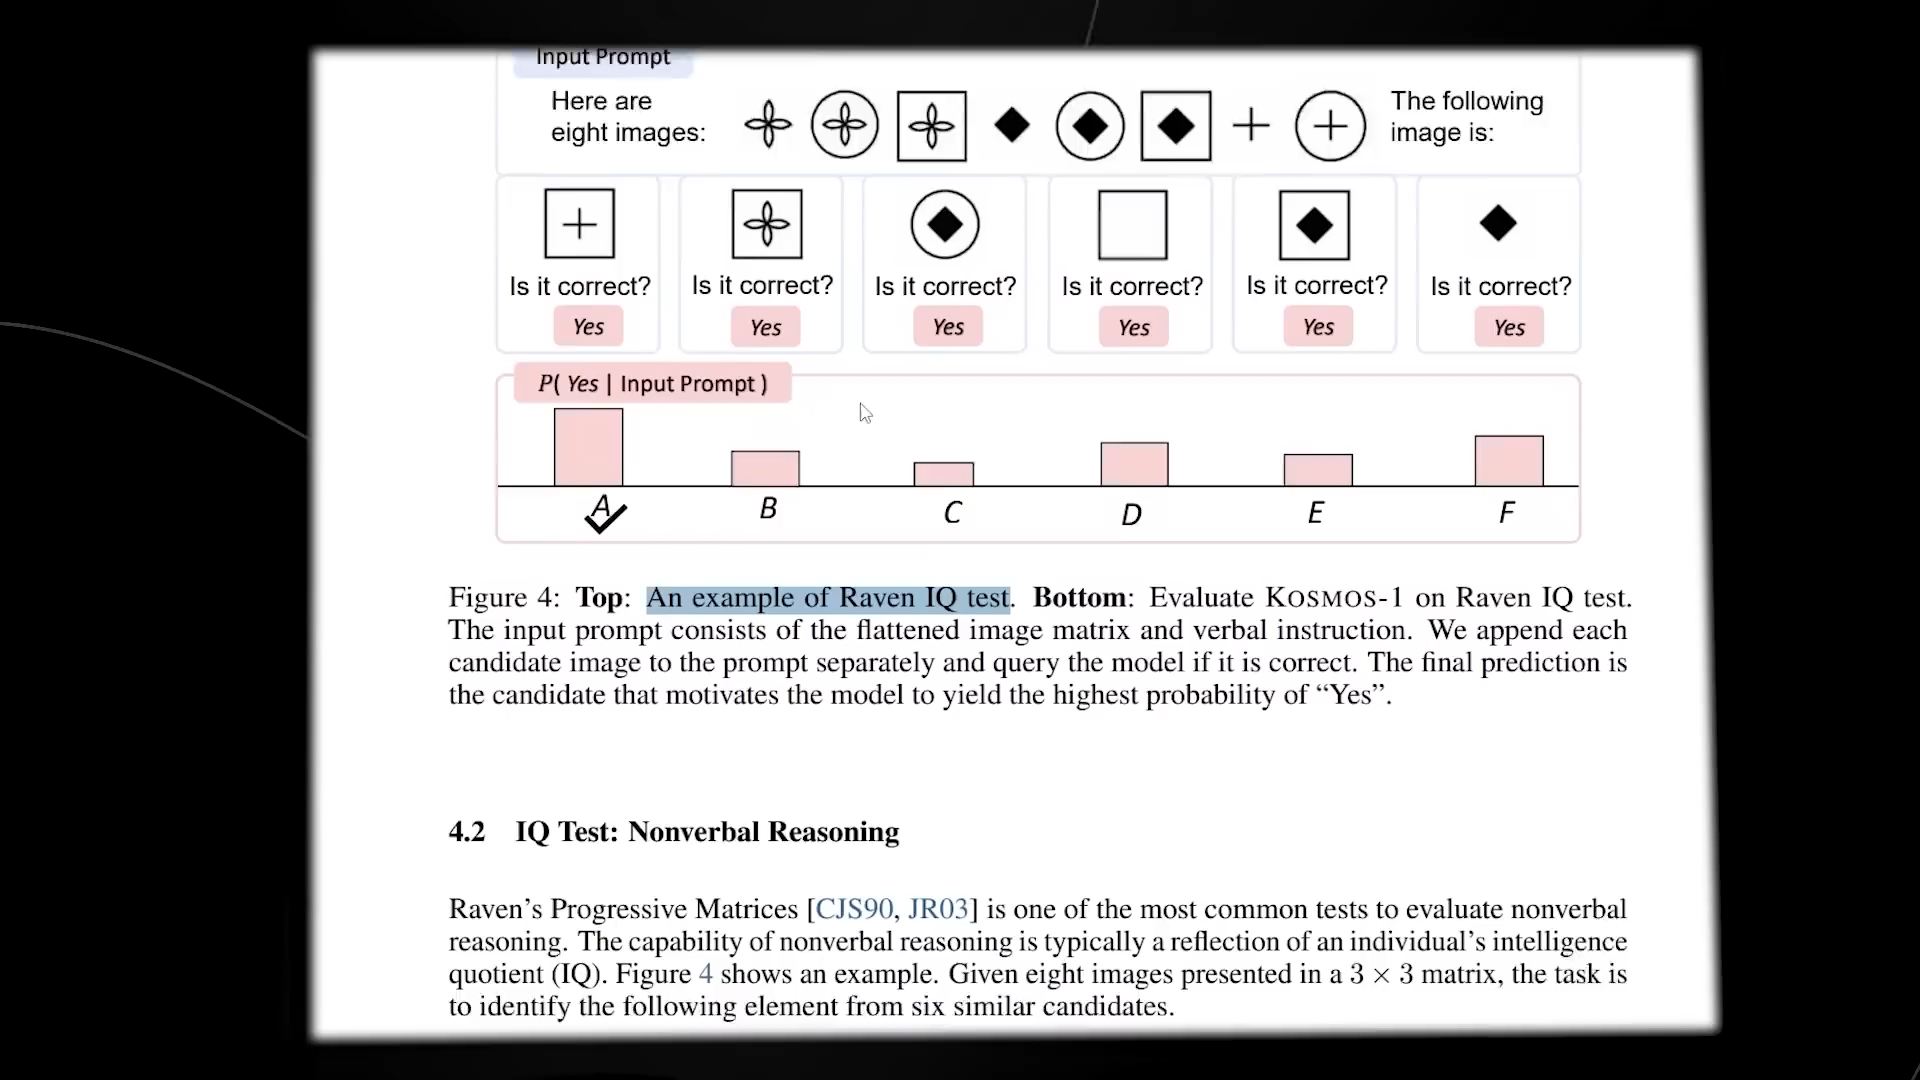 Input Prompt
Here are
eight images:
The following
image is:
Is it correct? Is it correct? Is it correct? Is it correct? Is it correct? Is it correct?
Yes Yes Yes Yes Yes Yes
P( Yes | Input Prompt )
A B C D E F
Figure 4: Top: An example of Raven IQ test. Bottom: Evaluate KOSMOS-1 on Raven IQ test.
The input prompt consists of the flattened image matrix and verbal instruction. We append each
candidate image to the prompt separately and query the model if it is correct. The final prediction is
the candidate that motivates the model to yield the highest probability of “Yes”.
4.2 IQ Test: Nonverbal Reasoning
Raven’s Progressive Matrices [CJS90, JR03] is one of the most common tests to evaluate nonverbal
reasoning. The capability of nonverbal reasoning is typically a reflection of an individual’s intelligence
quotient (IQ). Figure 4 shows an example. Given eight images presented in a 3 × 3 matrix, the task is
to identify the following element from six similar candidates.